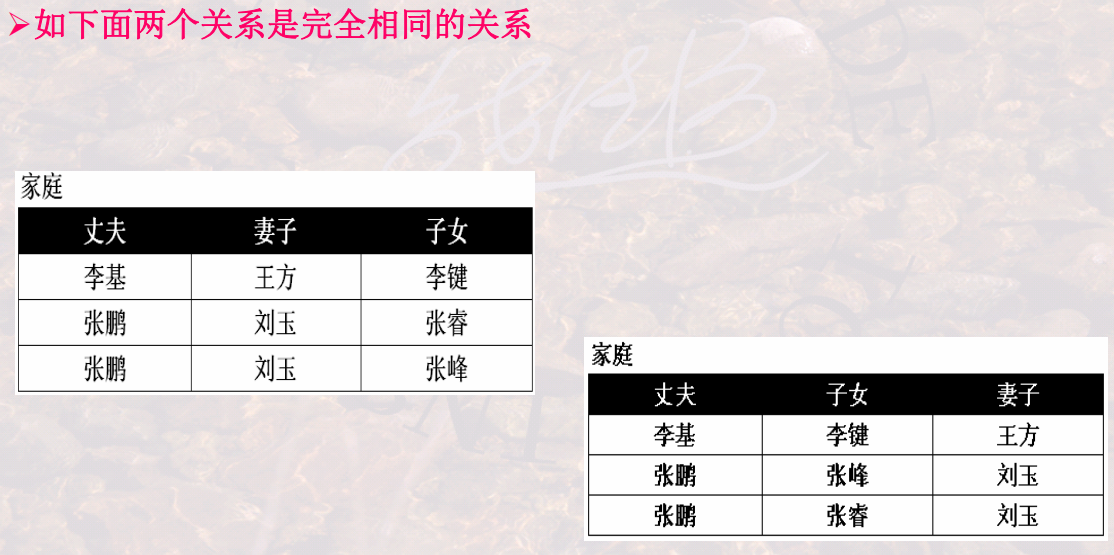 ➢如下面两个关系是完全相同的关系
家庭
丈夫 妻子 子女
李基 王方 李键
张鹏 刘玉 张睿
张鹏 刘玉 张峰
家庭
丈夫 子女 妻子
李基 李键 王方
张鹏 张峰 刘玉
张鹏 张睿 刘玉